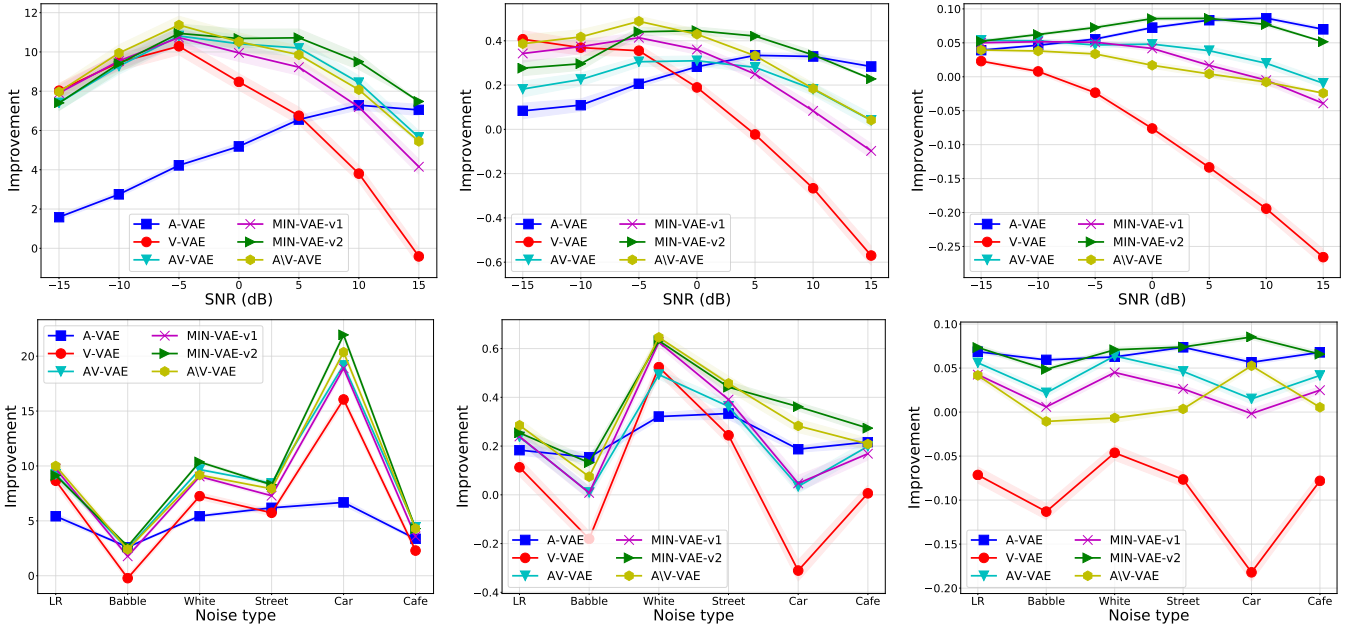 12
10
8
6
4
2
0
Improvement
A-VAE
V-VAE
AV-VAE
MIN-VAE-v1
MIN-VAE-v2
A\V-AVE
−15
−10
−5
0
5
10
15
SNR (dB)
0.4
0.2
0.0
−0.2
−0.4
−0.6
Improvement
A-VAE
V-VAE
AV-VAE
MIN-VAE-v1
MIN-VAE-v2
A\V-AVE
−15
−10
−5
0
5
10
15
SNR (dB)
0.10
0.05
0.00
−0.05
−0.10
−0.15
−0.20
−0.25
Improvement
A-VAE
V-VAE
AV-VAE
MIN-VAE-v1
MIN-VAE-v2
A\V-AVE
−15
−10
−5
0
5
10
15
SNR (dB)
20
15
10
5
0
Improvement
A-VAE
V-VAE
AV-VAE
MIN-VAE-v1
MIN-VAE-v2
A\V-VAE
LR
Babble
White
Street
Car
Cafe
Noise type
0.6
0.4
0.2
0.0
−0.2
−0.4
Improvement
A-VAE
V-VAE
AV-VAE
MIN-VAE-v1
MIN-VAE-v2
A\V-VAE
LR
Babble
White
Street
Car
Cafe
Noise type
0.10
0.05
0.00
−0.05
−0.10
−0.15
−0.20
Improvement
A-VAE
V-VAE
AV-VAE
MIN-VAE-v1
MIN-VAE-v2
A\V-VAE
LR
Babble
White
Street
Car
Cafe
Noise type